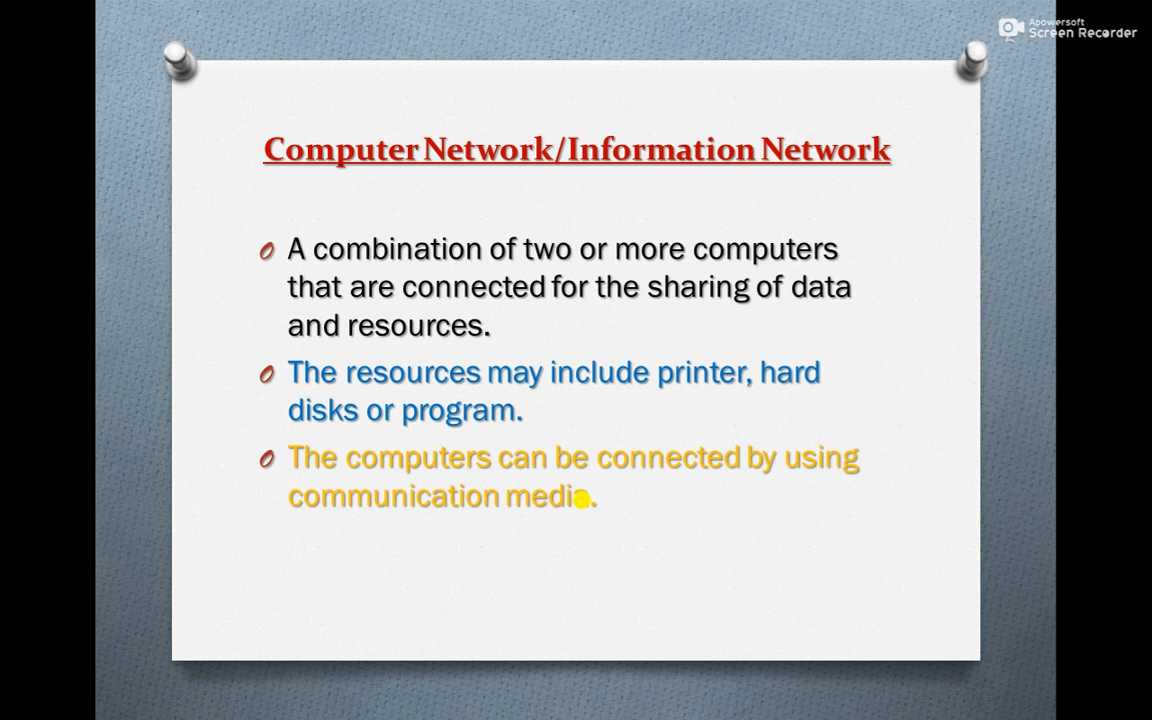 Apowersoft
Screen Recorder
Computer Network/Information Network
A combination of two or more computers
that are connected for the sharing of data
and resources.
The resources may include printer, hard
disks or program.
The computers can be connected by using
communication media.